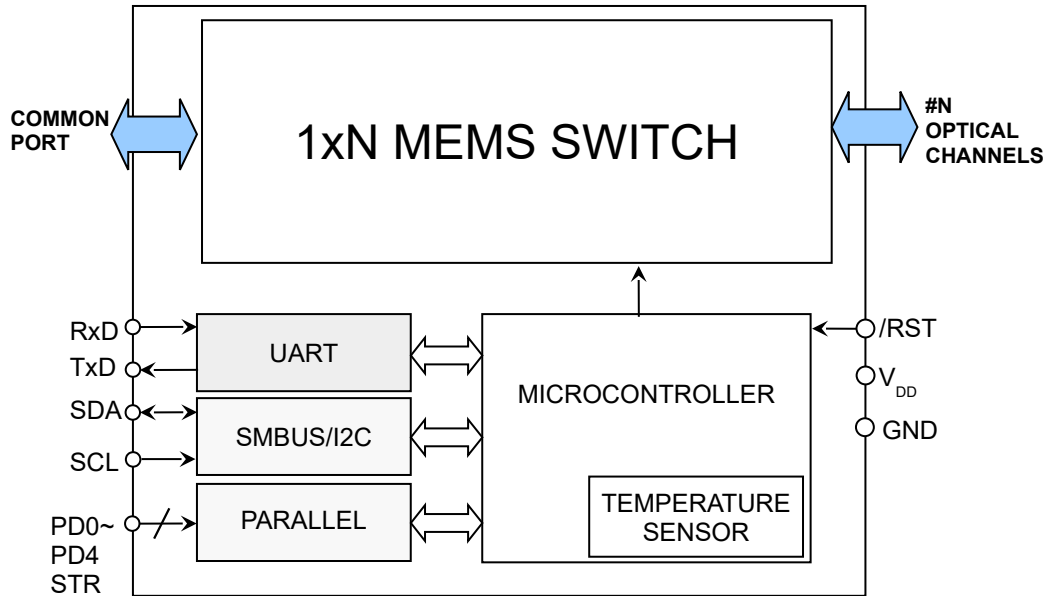 COMMON
PORT
1xN MEMS SWITCH
#N
OPTICAL
CHANNELS
RxD
TxD
SDA
SCL
PD0~
PD4
STR
UART
SMBUS/I2C
PARALLEL
MICROCONTROLLER
TEMPERATURE
SENSOR
/RST
VDD
GND